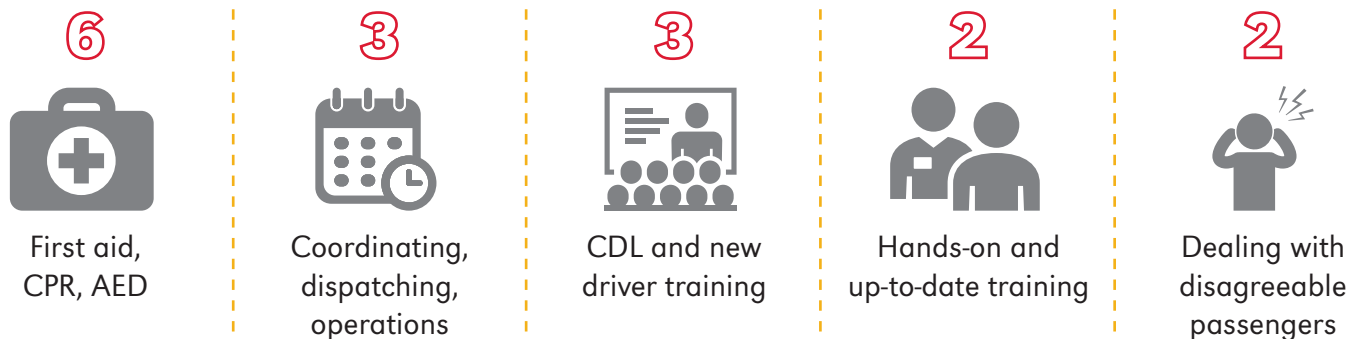 6
First aid,
CPR, AED
3
Coordinating,
dispatching,
operations
3
CDL and new
driver training
2
Hands-on and
up-to-date training
2
Dealing with
disagreeable
passengers